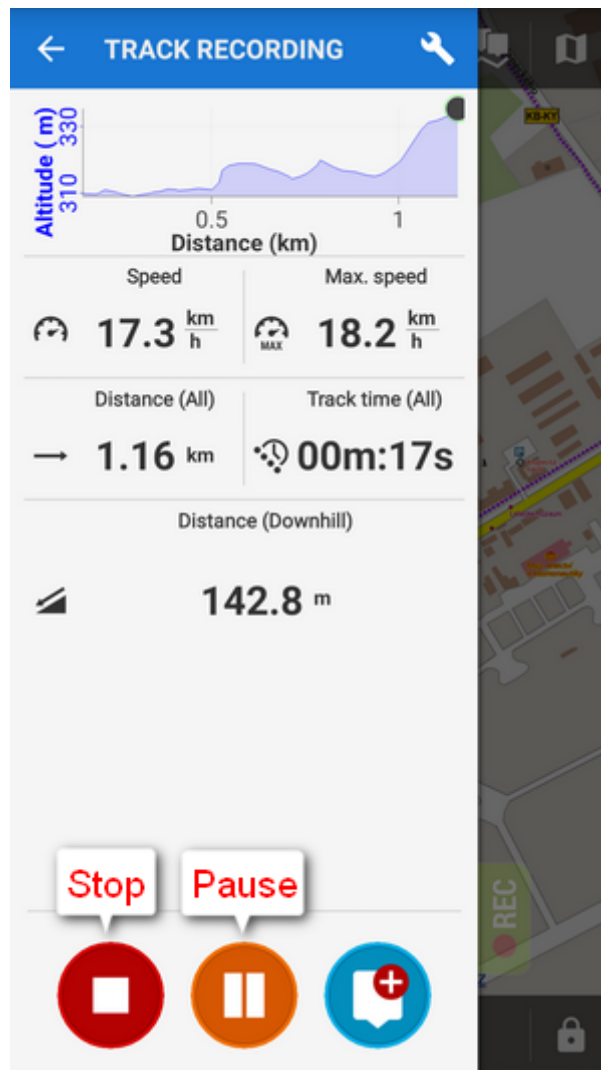 TRACK RECORDING
KB-KY
Altitude ( m)
330
310
0.5
1
Distance (km)
Speed
Max. speed
17.3 km/h
MAX
18.2 km/h
Distance (All)
Track time (All)
1.16 km
00m:17s
Distance (Downhill)
142.8 m
Stop
Pause
REC